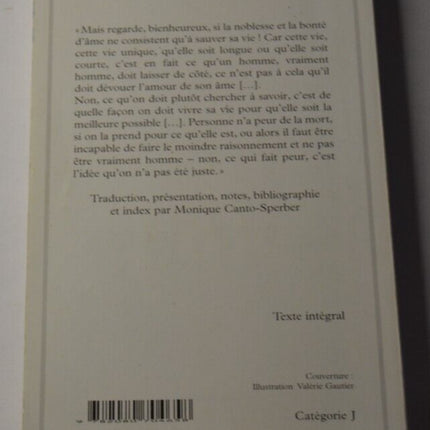 « Mais regarde, bienheureux, si la noblesse et la bonté
d'âme ne consistent qu'à sauver sa vie ! Car cette vie,
cette vie unique, qu'elle soit longue ou qu'elle soit
courte, c'est en fait ce qu'un homme, vraiment
homme, doit laisser de côté, ce n'est pas à cela qu'il
doit dévouer l'amour de son âme [...].
Non, ce qu'on doit plutôt chercher à savoir, c'est de
quelle façon on doit vivre sa vie pour qu'elle soit la
meilleure possible [...]. Personne n'a peur de la mort,
si on la prend pour ce qu'elle est, ou alors il faut être
incapable de faire le moindre raisonnement et ne pas
être vraiment homme – non, ce qui fait peur, c'est
l'idée qu'on n'a pas été juste. »
Traduction, présentation, notes, bibliographie
et index par Monique Canto-Sperber
Texte intégral
Couverture :
Illustration Valérie Gautier
Catégorie J